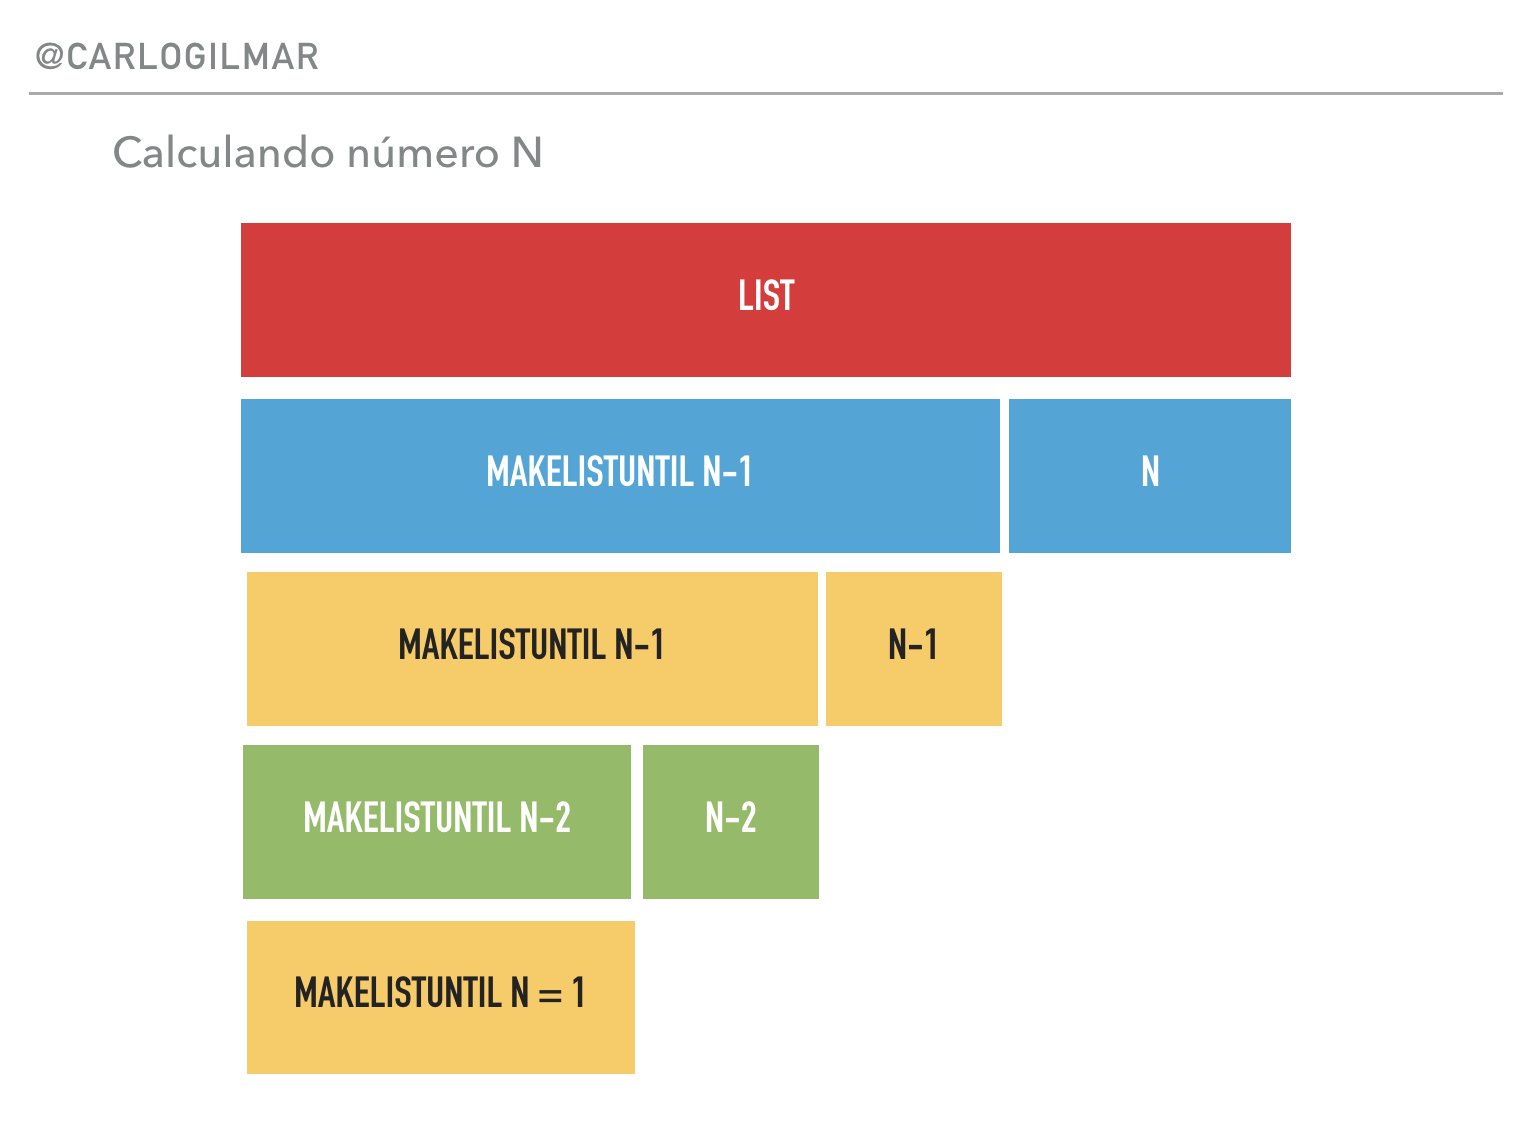 @CARLOGILMAR
Calculando número N
LIST
MAKELISTUNTIL N-1
N
MAKELISTUNTIL N-1
N-1
MAKELISTUNTIL N-2
N-2
MAKELISTUNTIL N = 1